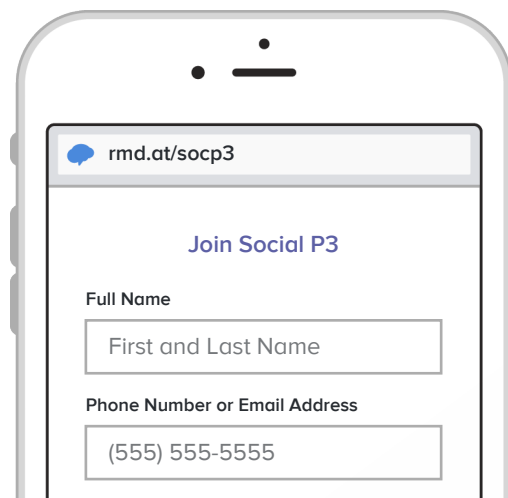 rmd.at/socp3
Join Social P3
Full Name
First and Last Name
Phone Number or Email Address
(555) 555-5555